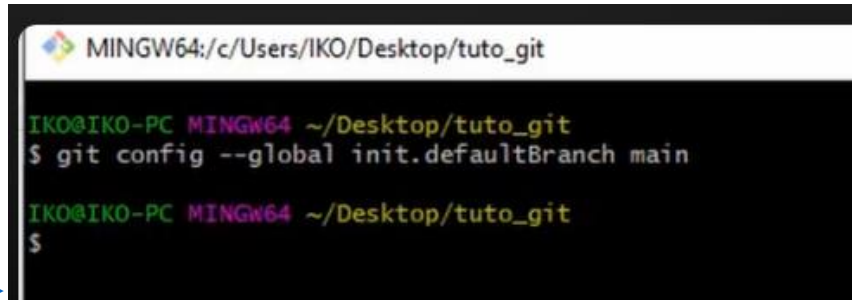 MINGW64:/c/Users/IKO/Desktop/tuto_git
IKO@IKO-PC MINGW64 ~/Desktop/tuto_git
$ git config --global init.defaultBranch main
IKO@IKO-PC MINGW64 ~/Desktop/tuto_git
$